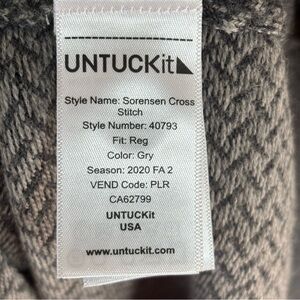 UNTUCKit
Style Name: Sorensen Cross
Stitch
Style Number: 40793
Fit: Reg
Color: Gry
Season: 2020 FA 2
VEND Code: PLR
CA62799
UNTUCKit
USA
www.untuckit.com